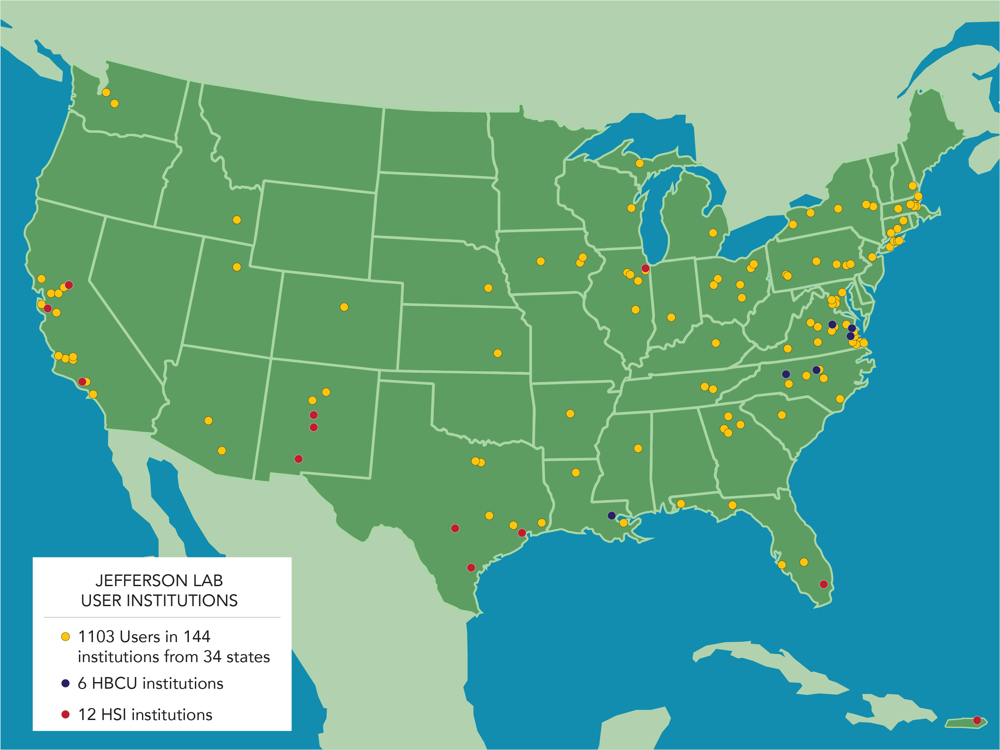 JEFFERSON LAB
USER INSTITUTIONS
1103 Users in 144
institutions from 34 states
6 HBCU institutions
12 HSI institutions